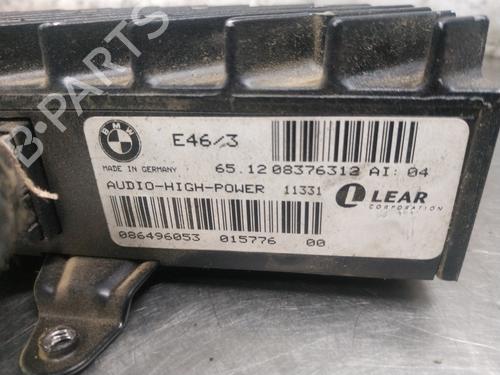 B-PARTS
BMW
E46/3
MADE IN GERMANY
65.12 08376312 AI: 04
AUDIO-HIGH-POWER 11331
LEAR
CORPORATION
086496053 015776 00